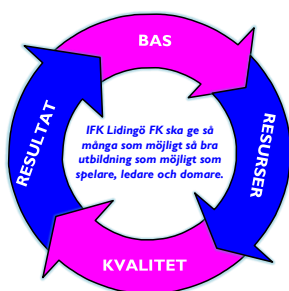 BAS
RESURSER
KVALITET
RESULTAT
IFK Lidingö FK ska ge så
många som möjligt så bra
utbildning som möjligt som
spelare, ledare och domare.